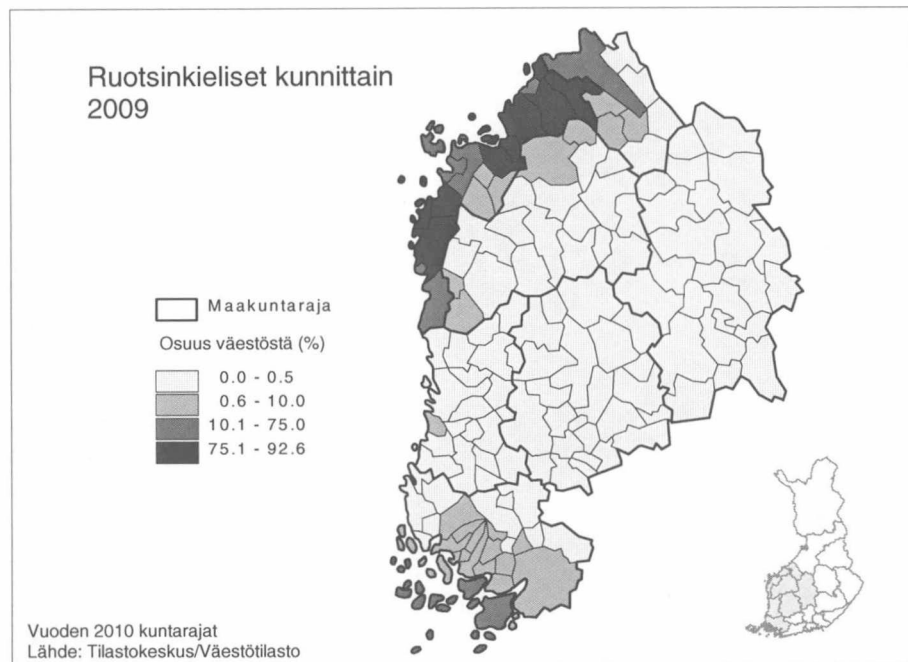 Ruotsinkieliset kunnittain
2009
Maakuntaraja
Osuus väestöstä (%)
0.0 - 0.5
0.6 - 10.0
10.1 - 75.0
75.1 - 92.6
Vuoden 2010 kuntarajat
Lähde: Tilastokeskus/Väestötilasto